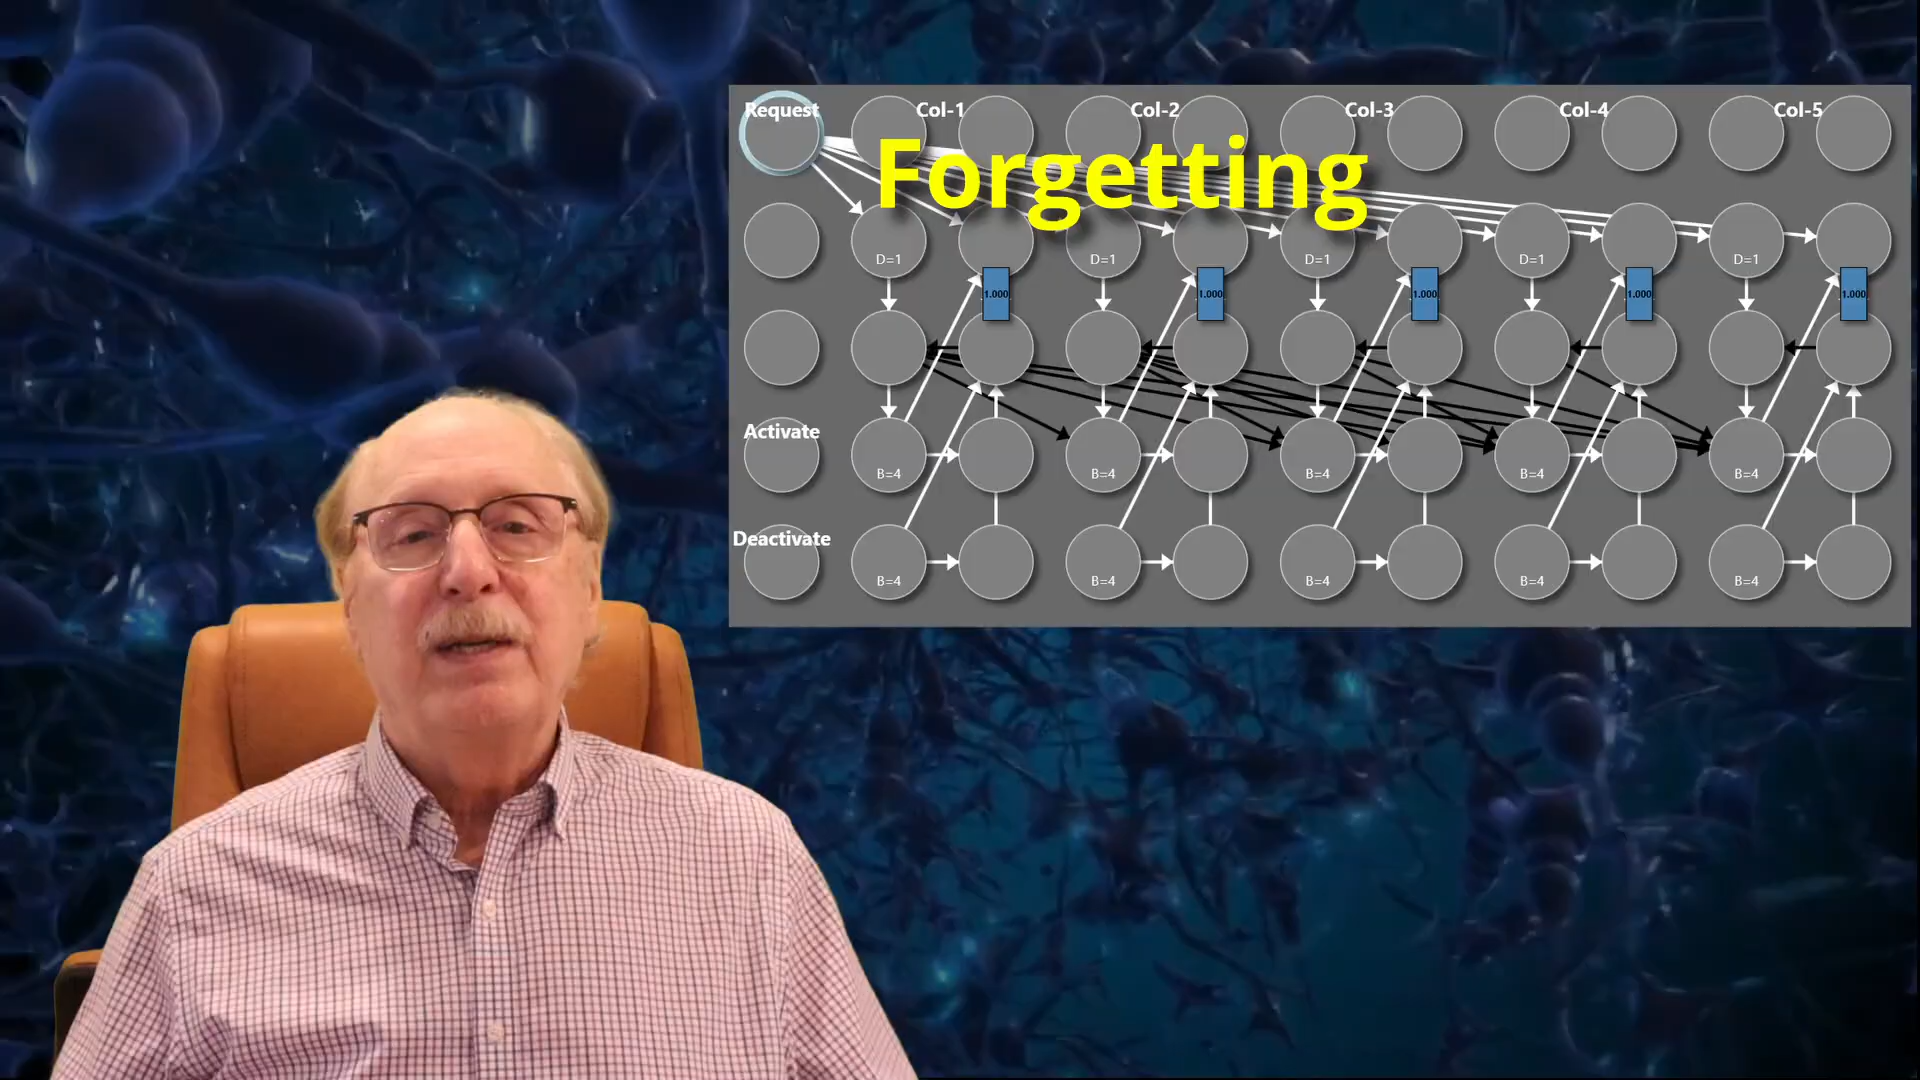 Request Col-1 Col-2 Col-3 Col-4 Col-5
Forgetting
D=1 D=1 D=1 D=1 D=1
1.000 1.000 1.000 1.000 1.000
Activate
B=4 B=4 B=4 B=4 B=4
Deactivate
B=4 B=4 B=4 B=4 B=4